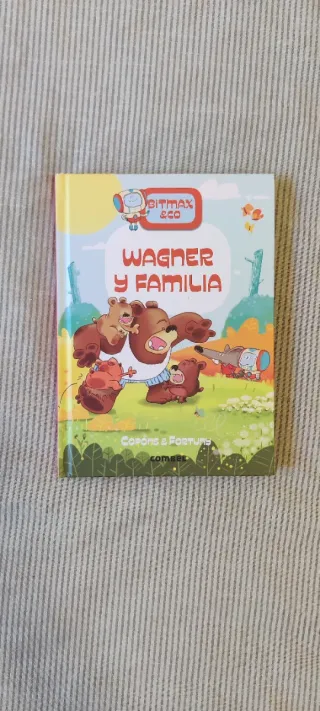 BITMAX
&CO
WAGNER
Y FAMILIA
COPONS & FORTUNY
COMBEL